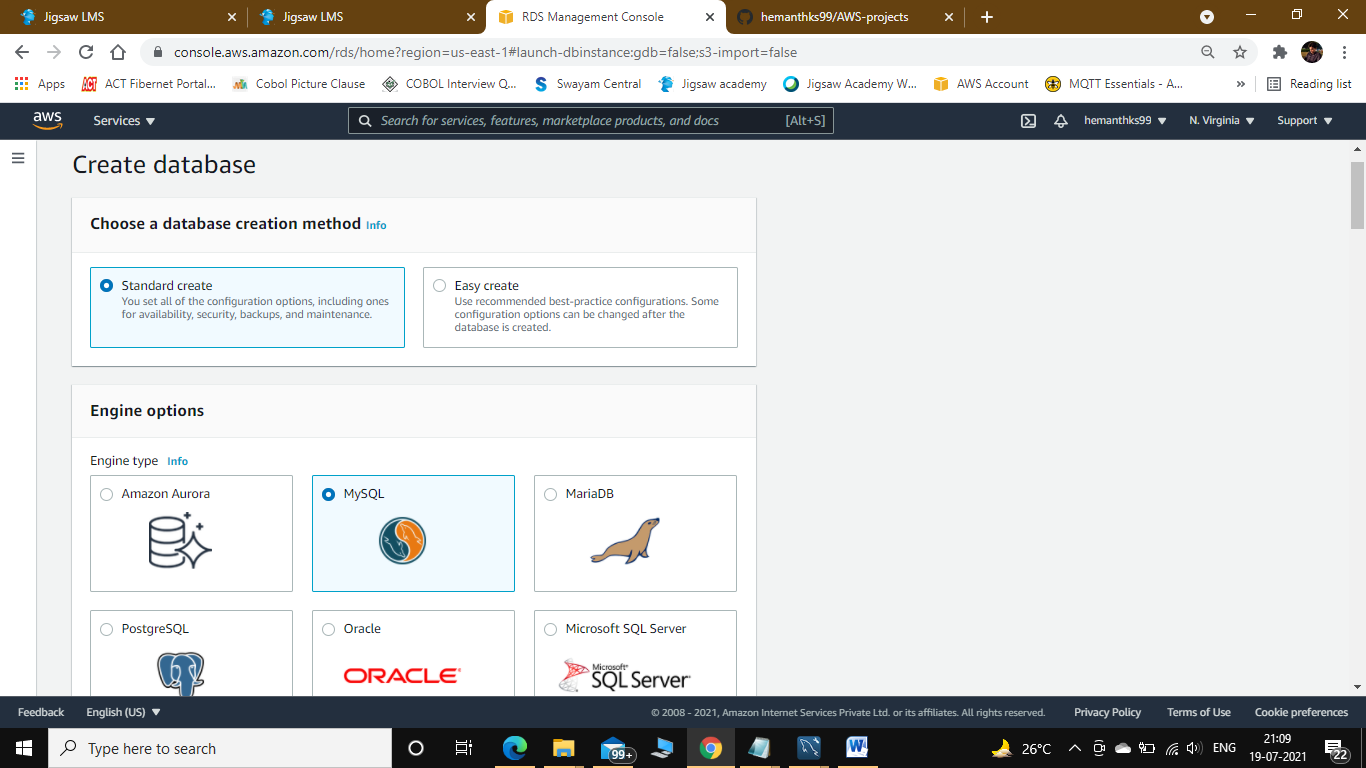 Jigsaw LMS
Jigsaw LMS
RDS Management Console
hemanthks99/AWS-projects
console.aws.amazon.com/rds/home?region=us-east-1#launch-dbinstance:gdb=false;s3-import=false
Apps
ACT Fibernet Portal...
Cobol Picture Clause
COBOL Interview Q...
Swayam Central
Jigsaw academy
Jigsaw Academy W...
AWS Account
MQTT Essentials - A...
»
Reading list
aws
Services
Search for services, features, marketplace products, and docs
[Alt+S]
hemanthks99
N. Virginia
Support
Create database
Choose a database creation method Info
Standard create
You set all of the configuration options, including ones
for availability, security, backups, and maintenance.
Easy create
Use recommended best-practice configurations. Some
configuration options can be changed after the
database is created.
Engine options
Engine type Info
Amazon Aurora
MySQL
MariaDB
PostgreSQL
Oracle
ORACLE
Microsoft SQL Server
Microsoft
SQL Server
Feedback
English (US)
© 2008 - 2021, Amazon Internet Services Private Ltd. or its affiliates. All rights reserved.
Privacy Policy
Terms of Use
Cookie preferences
Type here to search
99+
26°C
ENG
21:09
19-07-2021
22